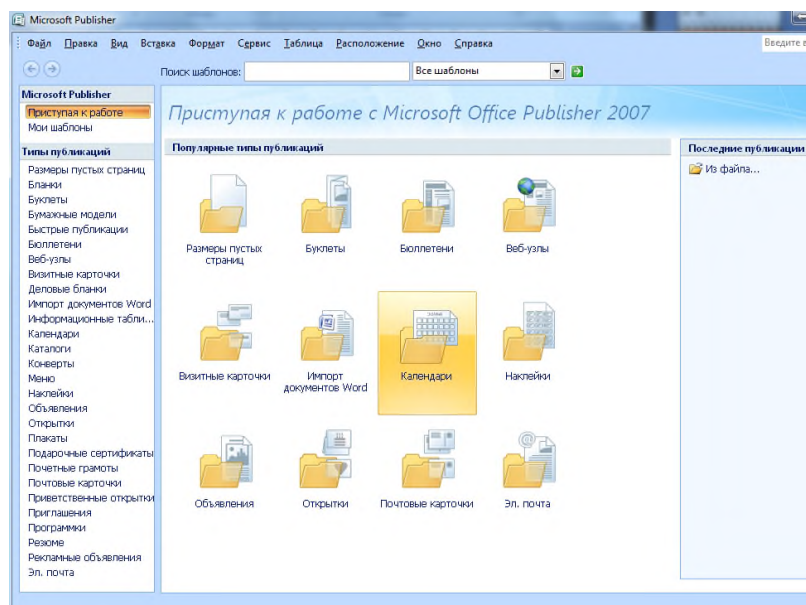 Microsoft Publisher
Файл Правка Вид Вставка Формат Сервис Таблица Расположение Окно Справка
Введите в
Поиск шаблонов:
Все шаблоны
Microsoft Publisher
Приступая к работе
Мои шаблоны
Типы публикаций
Размеры пустых страниц
Бланки
Буклеты
Бумажные модели
Быстрые публикации
Бюллетени
Веб-узлы
Визитные карточки
Деловые бланки
Импорт документов Word
Информационные табли...
Календари
Каталоги
Конверты
Меню
Наклейки
Объявления
Открытки
Плакаты
Подарочные сертификаты
Почетные грамоты
Почтовые карточки
Приветственные открытки
Приглашения
Программки
Резюме
Рекламные объявления
Эл. почта
Приступая к работе с Microsoft Office Publisher 2007
Популярные типы публикаций
Размеры пустых
страниц
Буклеты
Бюллетени
Веб-узлы
Визитные карточки
Импорт
документов Word
Календари
Наклейки
Объявления
Открытки
Почтовые карточки
Эл. почта
Последние публикации
Из файла...